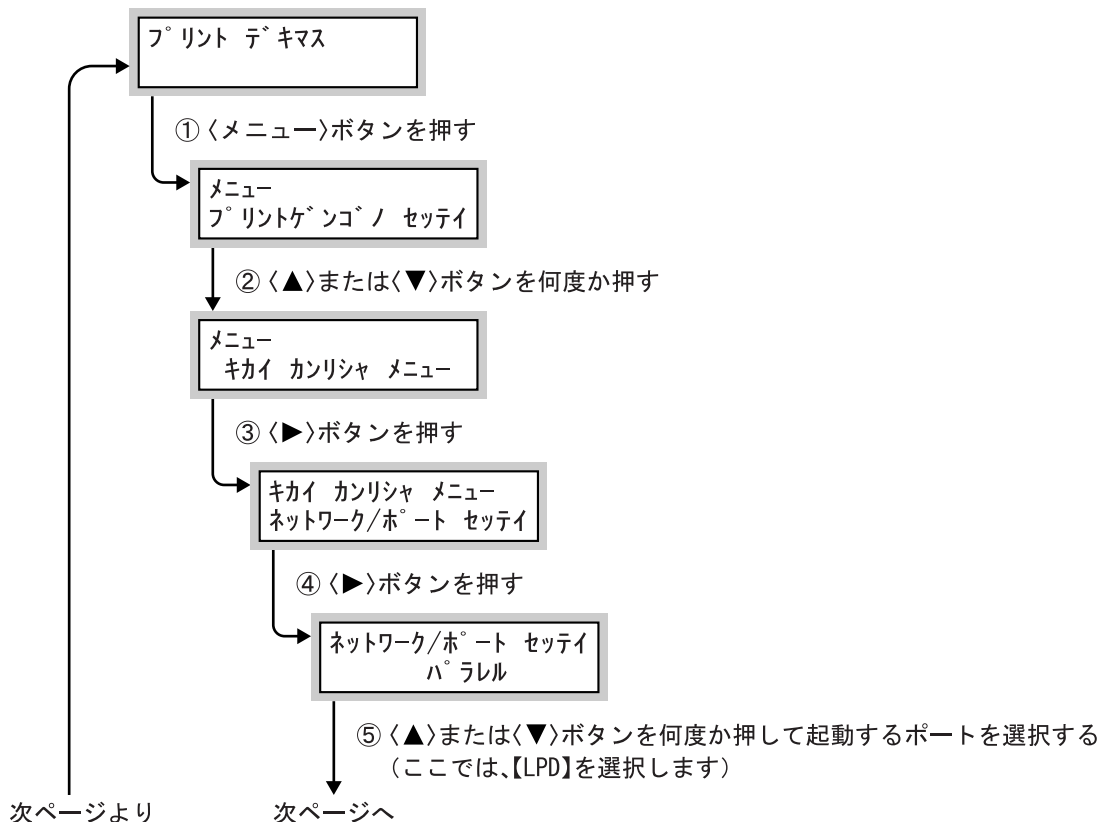 プリント デキマス
①〈メニュー〉ボタンを押す
メニュー
プリントゲンゴノ セッテイ
②〈▲〉または〈▼〉ボタンを何度か押す
メニュー
キカイ カンリシャ メニュー
③〈▶〉ボタンを押す
キカイ カンリシャ メニュー
ネットワーク/ポート セッテイ
④〈▶〉ボタンを押す
ネットワーク/ポート セッテイ
パラレル
⑤〈▲〉または〈▼〉ボタンを何度か押して起動するポートを選択する
（ここでは、【LPD】を選択します）
次ページより 次ページへ